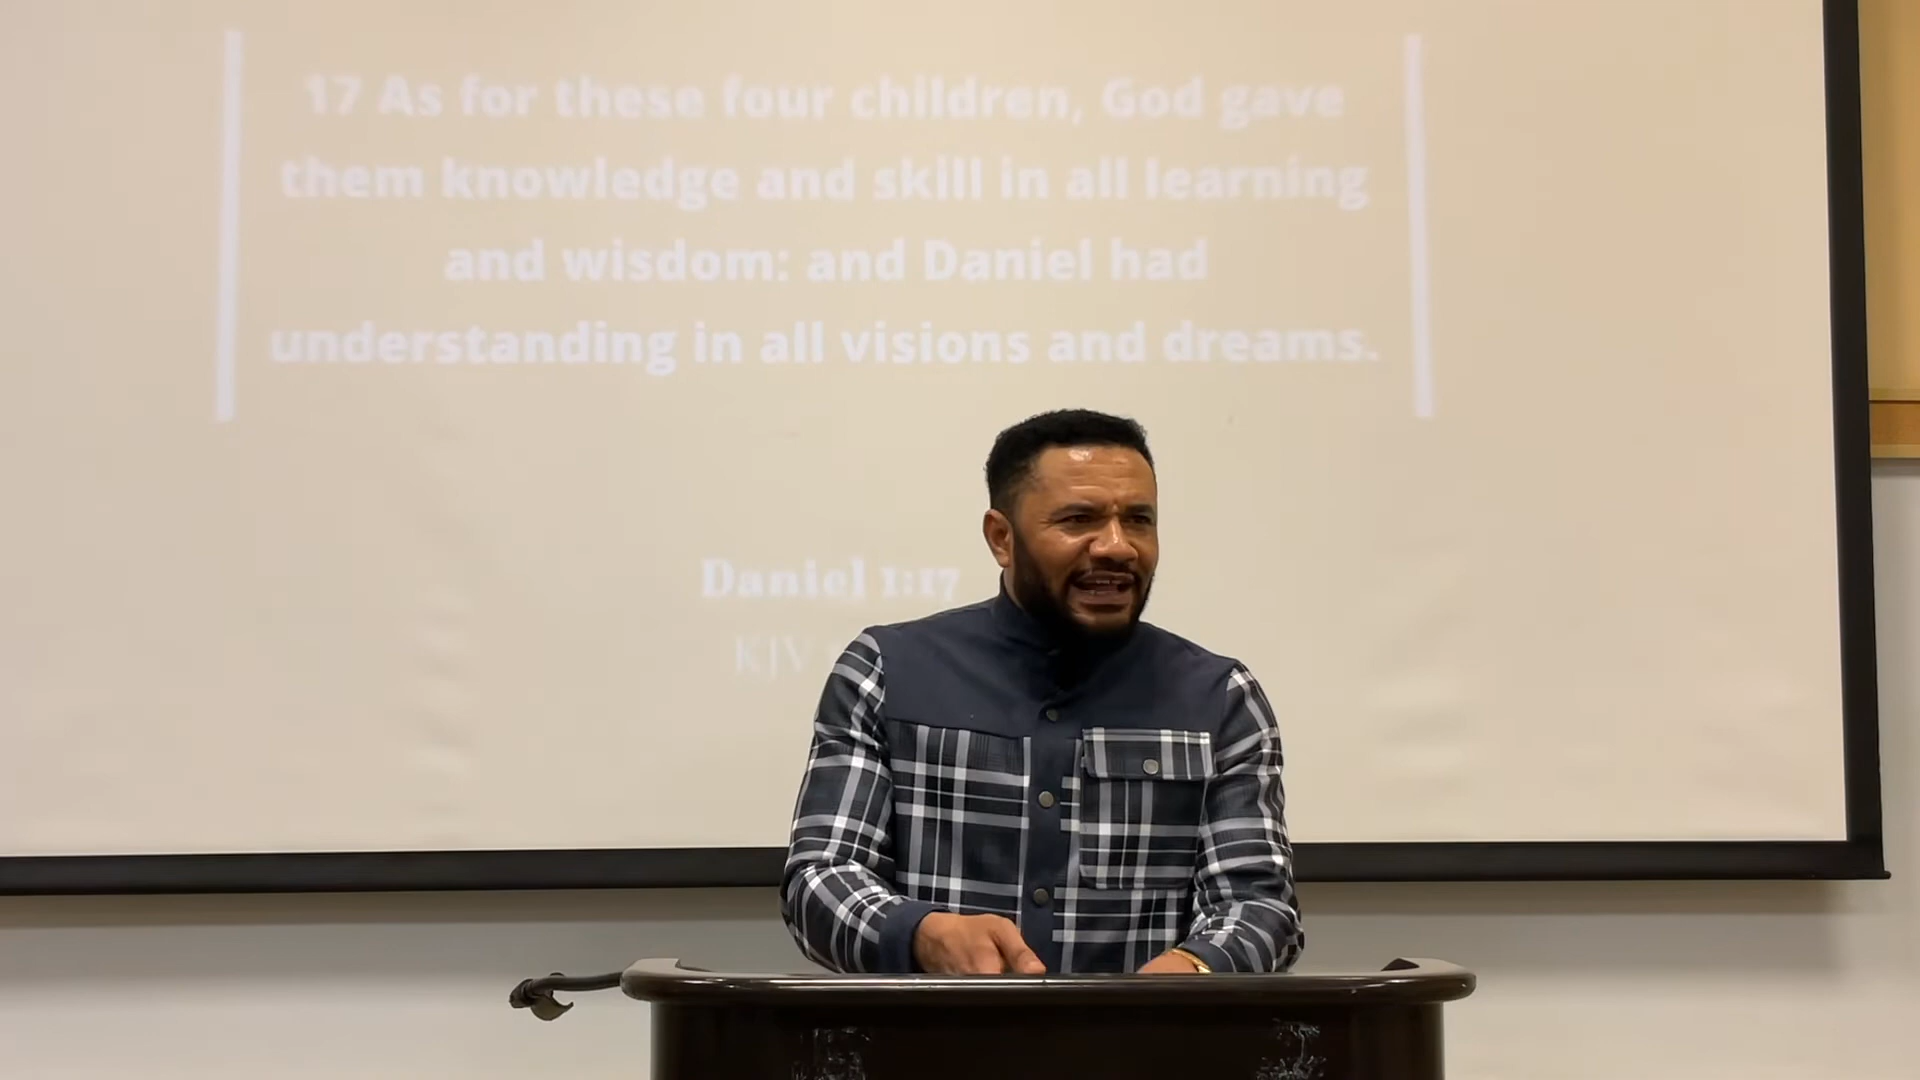 17 As for these four children, God gave
them knowledge and skill in all learning
and wisdom: and Daniel had
understanding in all visions and dreams.
Daniel 1:17
KJV